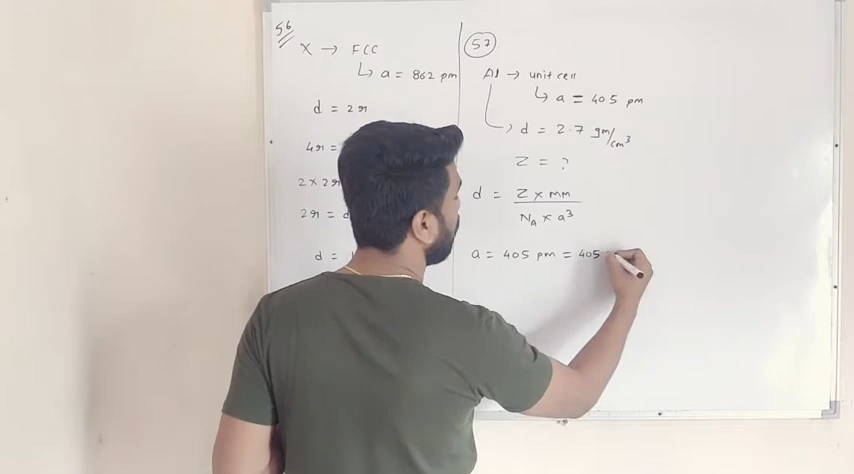 56
X → FCC
↳ a = 862 pm
d = 2r
4r =
2 × 2r
2r =
d =
57
Al → unit cell
↳ a = 405 pm
→ d = 2.7 gm/cm³
Z = ?
d = Z × MM / N_A × a³
a = 405 pm = 405